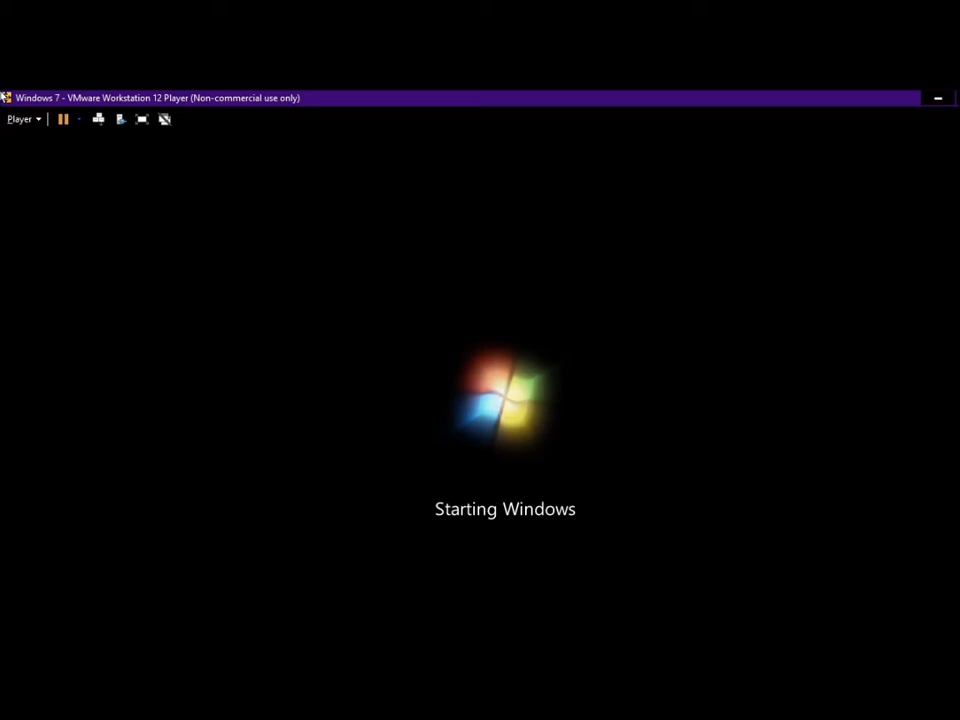 Windows 7 - VMware Workstation 12 Player (Non-commercial use only)
Player
Starting Windows